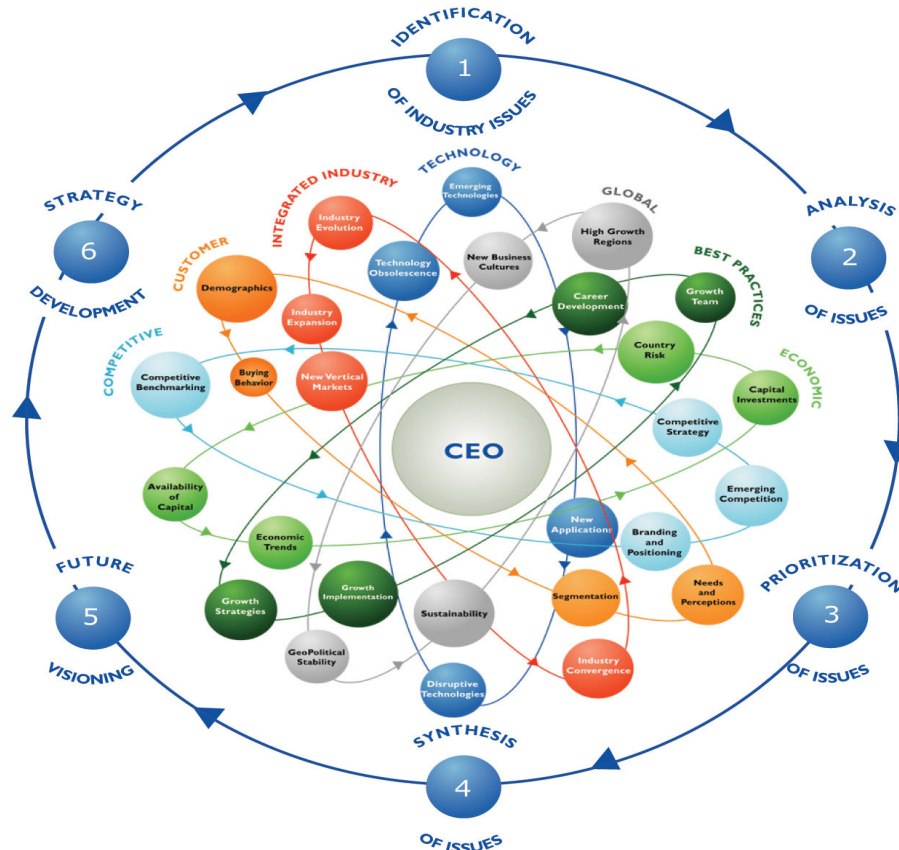 IDENTIFICATION
1
OF INDUSTRY ISSUES
ANALYSIS
2
OF ISSUES
PRIORITIZATION
3
OF ISSUES
SYNTHESIS
4
OF ISSUES
FUTURE
5
VISIONING
STRATEGY
6
DEVELOPMENT
TECHNOLOGY
Emerging
Technologies
Technology
Obsolescence
New
Applications
Disruptive
Technologies
INTEGRATED INDUSTRY
Industry
Evolution
Industry
Expansion
New Vertical
Markets
Industry
Convergence
GLOBAL
High Growth
Regions
New Business
Cultures
Sustainability
GeoPolitical
Stability
CUSTOMER
Demographics
Buying
Behavior
Segmentation
Needs
and
Perceptions
BEST PRACTICES
Growth
Team
Career
Development
Growth
Strategies
Growth
Implementation
COMPETITIVE
Competitive
Benchmarking
Competitive
Strategy
Emerging
Competition
Branding
and
Positioning
ECONOMIC
Country
Risk
Capital
Investments
Availability
of
Capital
Economic
Trends
CEO